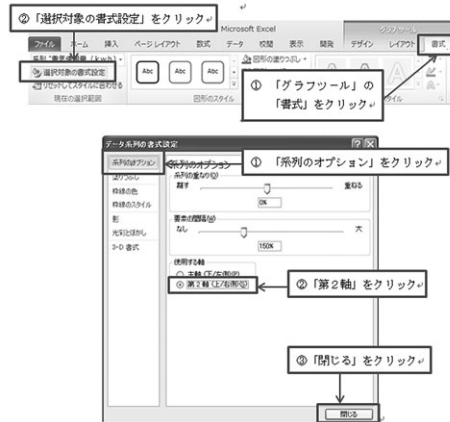 ② 「選択対象の書式設定」をクリック
Microsoft Excel
グラフツール
ファイル ホーム 挿入 ページ レイアウト 数式 データ 校閲 表示 開発 デザイン レイアウト 書式
選択対象の書式設定
リセットしてスタイルに合わせる
現在の選択範囲
Abc Abc Abc
図形の塗りつぶし
図形のスタイル
① 「グラフツール」の
「書式」をクリック
データ系列の書式設定
系列のオプション
塗りつぶし
枠線の色
枠線のスタイル
影
光彩とぼかし
3-D 書式
系列のオプション
系列の重なり(O)
離す 重ねる
0%
要素の間隔(W)
なし 大
150%
使用する軸
主軸 (下/左側)(P)
第 2 軸 (上/右側)(S)
① 「系列のオプション」をクリック
② 「第2軸」をクリック
③ 「閉じる」をクリック
閉じる